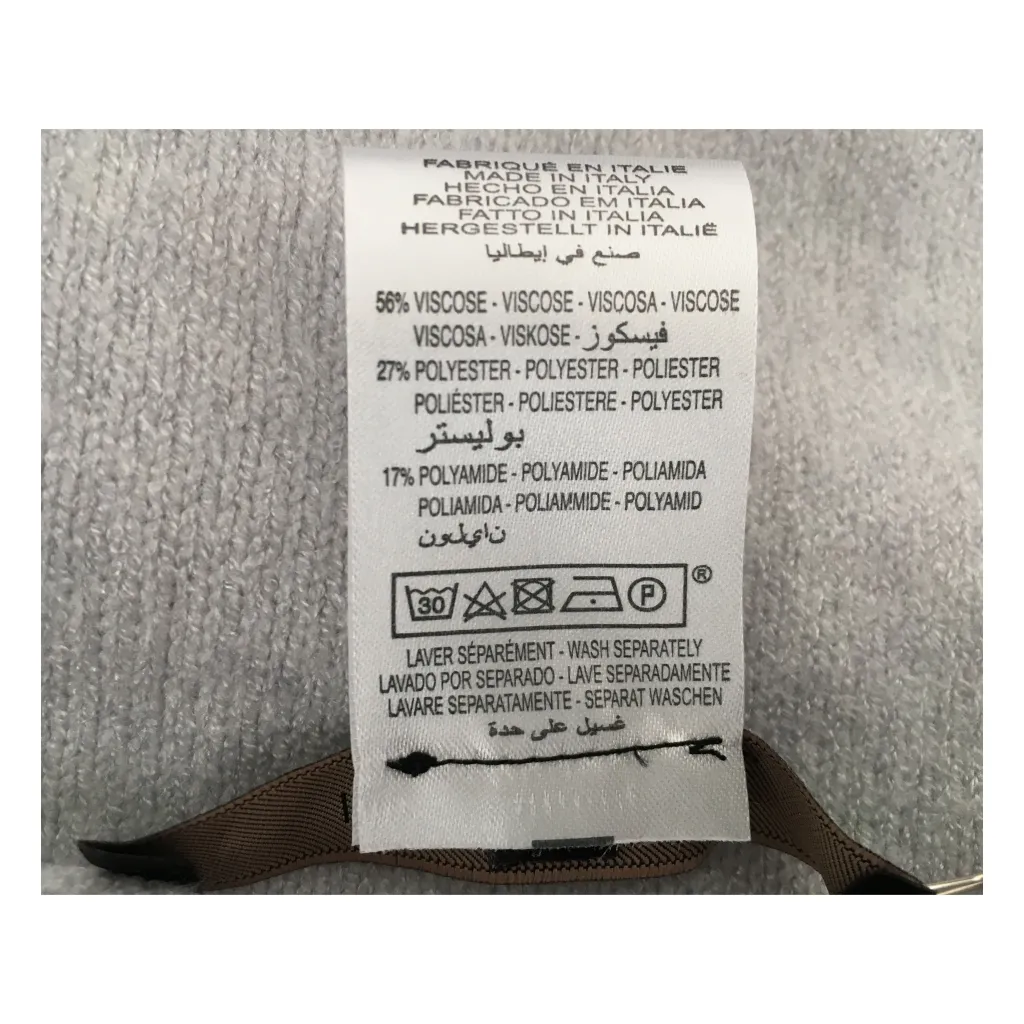 FABRIQUÉ EN ITALIE
MADE IN ITALY
HECHO EN ITALIA
FABRICADO EM ITALIA
FATTO IN ITALIA
HERGESTELLT IN ITALIË
صنع في إيطاليا
56% VISCOSE - VISCOSE - VISCOSA - VISCOSE
VISCOSA - VISKOSE - فيسكوز
27% POLYESTER - POLYESTER - POLIESTER
POLIÉSTER - POLIESTERE - POLYESTER
بوليستر
17% POLYAMIDE - POLYAMIDE - POLIAMIDA
POLIAMIDA - POLIAMMIDE - POLYAMID
نايلون
30 P ®
LAVER SÉPARÉMENT - WASH SEPARATELY
LAVADO POR SEPARADO - LAVE SEPARADAMENTE
LAVARE SEPARATAMENTE - SEPARAT WASCHEN
غسيل على حدة